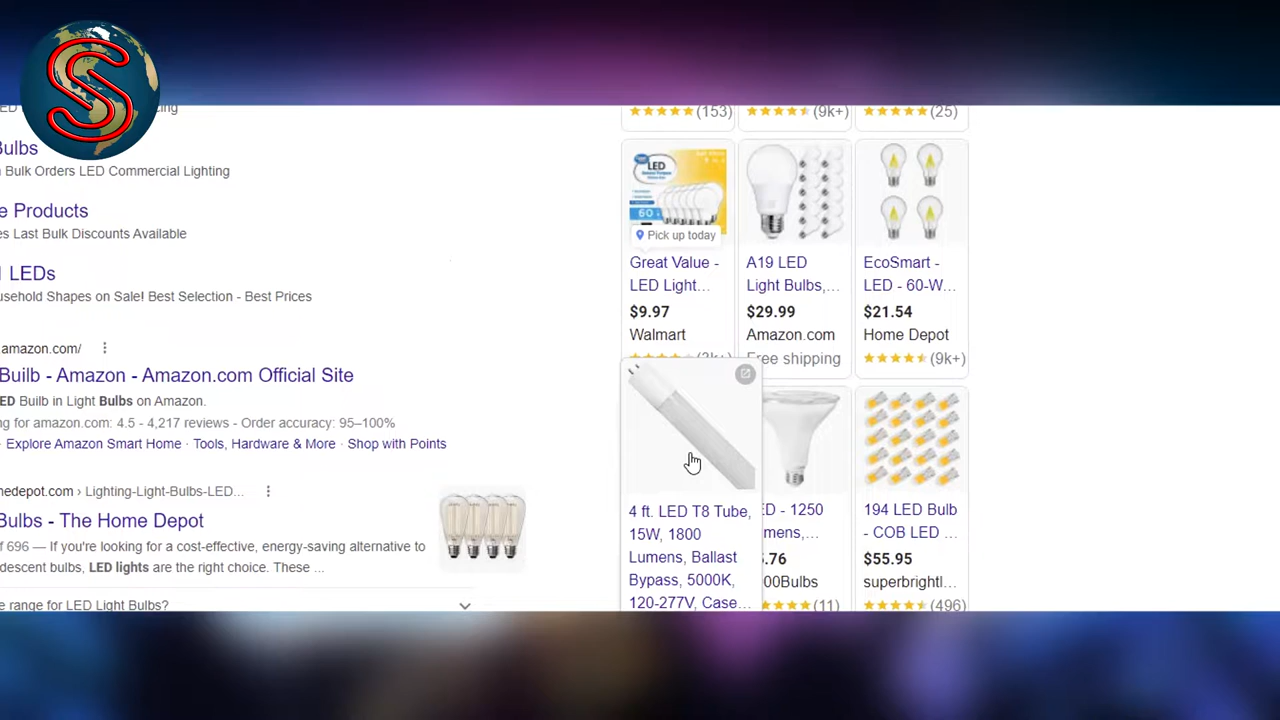 S
Bulbs
Bulk Orders LED Commercial Lighting
Products
Last Bulk Discounts Available
LEDs
Household Shapes on Sale! Best Selection - Best Prices
amazon.com/
Builb - Amazon - Amazon.com Official Site
ED Builb in Light Bulbs on Amazon.
ng for amazon.com: 4.5 - 4,217 reviews - Order accuracy: 95–100%
· Explore Amazon Smart Home · Tools, Hardware & More · Shop with Points
medepot.com › Lighting-Light-Bulbs-LED...
Bulbs - The Home Depot
of 696 — If you're looking for a cost-effective, energy-saving alternative to
descent bulbs, LED lights are the right choice. These ...
e range for LED Light Bulbs?
(153)
(9k+)
(25)
LED
60
Pick up today
Great Value -
LED Light...
$9.97
Walmart
A19 LED
Light Bulbs,...
$29.99
Amazon.com
Free shipping
EcoSmart -
LED - 60-W...
$21.54
Home Depot
(9k+)
4 ft. LED T8 Tube,
15W, 1800
Lumens, Ballast
Bypass, 5000K,
120-277V, Case...
ED - 1250
mens,...
.76
00Bulbs
(11)
194 LED Bulb
- COB LED ...
$55.95
superbrightl...
(496)